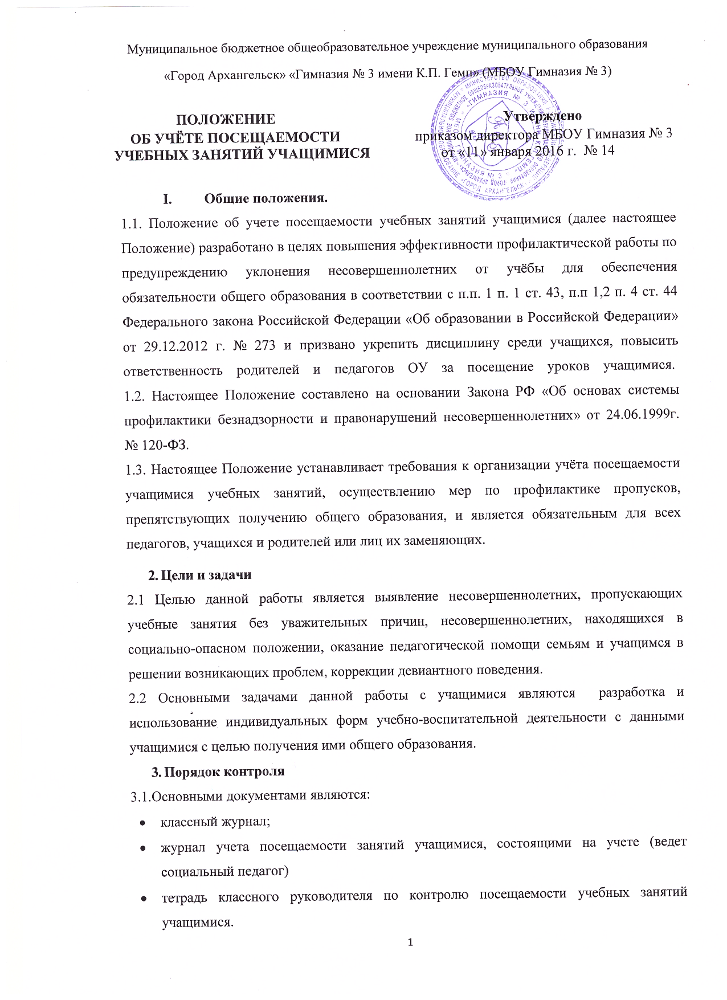 Муниципальное бюджетное общеобразовательное учреждение муниципального образования
«Город Архангельск» «Гимназия № 3 имени К.П. Гемп» (МБОУ Гимназия № 3)
ПОЛОЖЕНИЕ
ОБ УЧЁТЕ ПОСЕЩАЕМОСТИ
УЧЕБНЫХ ЗАНЯТИЙ УЧАЩИМИСЯ
Утверждено
приказом директора МБОУ Гимназия № 3
от «11» января 2016 г. № 14
I. Общие положения.
1.1. Положение об учете посещаемости учебных занятий учащимися (далее настоящее
Положение) разработано в целях повышения эффективности профилактической работы по
предупреждению уклонения несовершеннолетних от учёбы для обеспечения
обязательности общего образования в соответствии с п.п. 1 п. 1 ст. 43, п.п 1,2 п. 4 ст. 44
Федерального закона Российской Федерации «Об образовании в Российской Федерации»
от 29.12.2012 г. № 273 и призвано укрепить дисциплину среди учащихся, повысить
ответственность родителей и педагогов ОУ за посещение уроков учащимися.
1.2. Настоящее Положение составлено на основании Закона РФ «Об основах системы
профилактики безнадзорности и правонарушений несовершеннолетних» от 24.06.1999г.
№ 120-ФЗ.
1.3. Настоящее Положение устанавливает требования к организации учёта посещаемости
учащимися учебных занятий, осуществлению мер по профилактике пропусков,
препятствующих получению общего образования, и является обязательным для всех
педагогов, учащихся и родителей или лиц их заменяющих.
2. Цели и задачи
2.1 Целью данной работы является выявление несовершеннолетних, пропускающих
учебные занятия без уважительных причин, несовершеннолетних, находящихся в
социально-опасном положении, оказание педагогической помощи семьям и учащимся в
решении возникающих проблем, коррекции девиантного поведения.
2.2 Основными задачами данной работы с учащимися являются разработка и
использование индивидуальных форм учебно-воспитательной деятельности с данными
учащимися с целью получения ими общего образования.
3. Порядок контроля
3.1.Основными документами являются:
• классный журнал;
• журнал учета посещаемости занятий учащимися, состоящими на учете (ведет
социальный педагог)
• тетрадь классного руководителя по контролю посещаемости учебных занятий
учащимися.
1